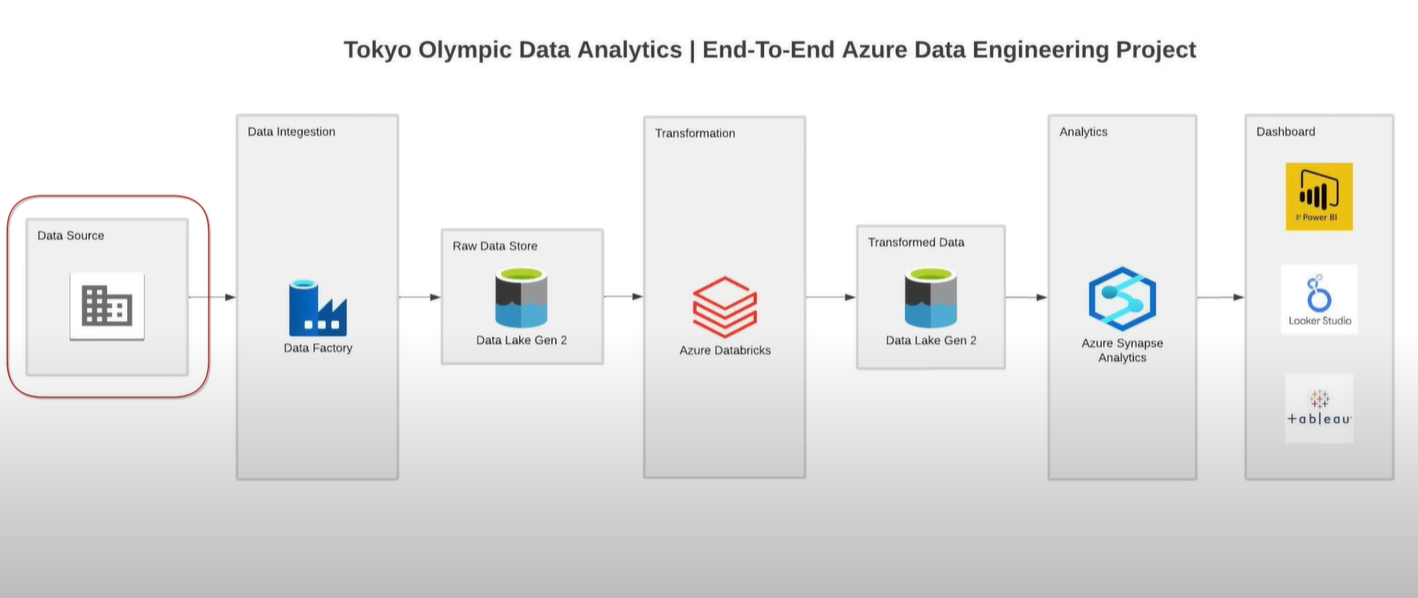 Tokyo Olympic Data Analytics | End-To-End Azure Data Engineering Project
Data Source
Data Integestion
Data Factory
Raw Data Store
Data Lake Gen 2
Transformation
Azure Databricks
Transformed Data
Data Lake Gen 2
Analytics
Azure Synapse
Analytics
Dashboard
Power BI
Looker Studio
+ableau